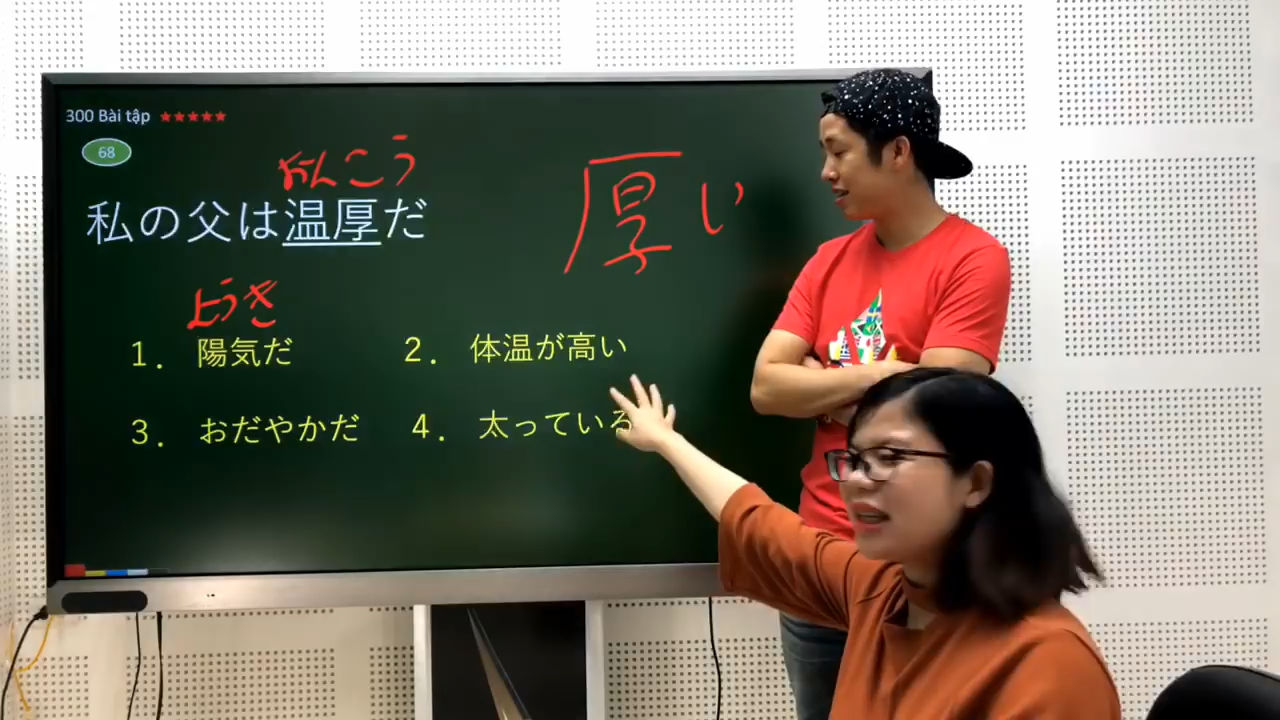 300 Bài tập ★★★★★
68
おんこう
私の父は温厚だ
厚い
ようき
1. 陽気だ
2. 体温が高い
3. おだやかだ
4. 太っている